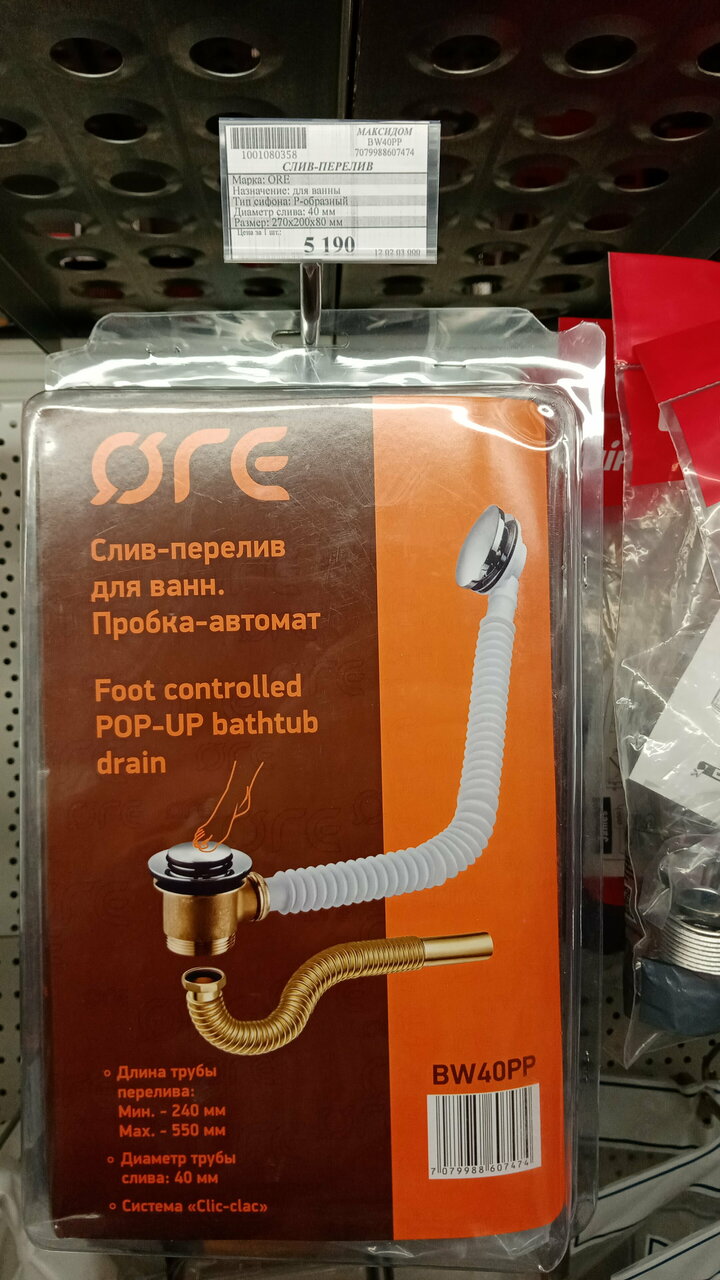 1001080358
МАКСИДОМ
BW40PP
7079988607474
СЛИВ-ПЕРЕЛИВ
Марка: ORE
Назначение: для ванны
Тип сифона: Р-образный
Диаметр слива: 40 мм
Размер: 270х200х80 мм
Цена за 1 шт.:
5 190
12 02 03 000
ORE
Слив-перелив
для ванн.
Пробка-автомат
Foot controlled
POP-UP bathtub
drain
Длина трубы
перелива:
Мин. - 240 мм
Мах. - 550 мм
Диаметр трубы
слива: 40 мм
Система «Clic-clac»
BW40PP
7 079988 607474